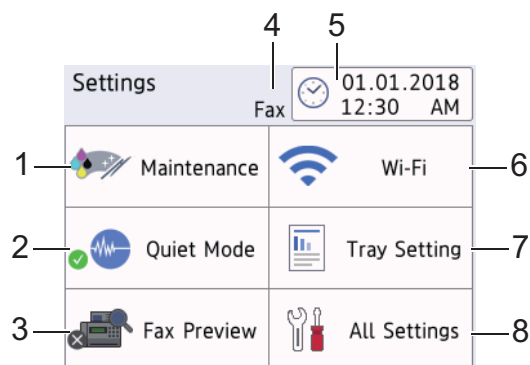 4 5
Settings
Fax
01.01.2018
12:30 AM
1 Maintenance Wi-Fi 6
2 Quiet Mode Tray Setting 7
3 Fax Preview All Settings 8